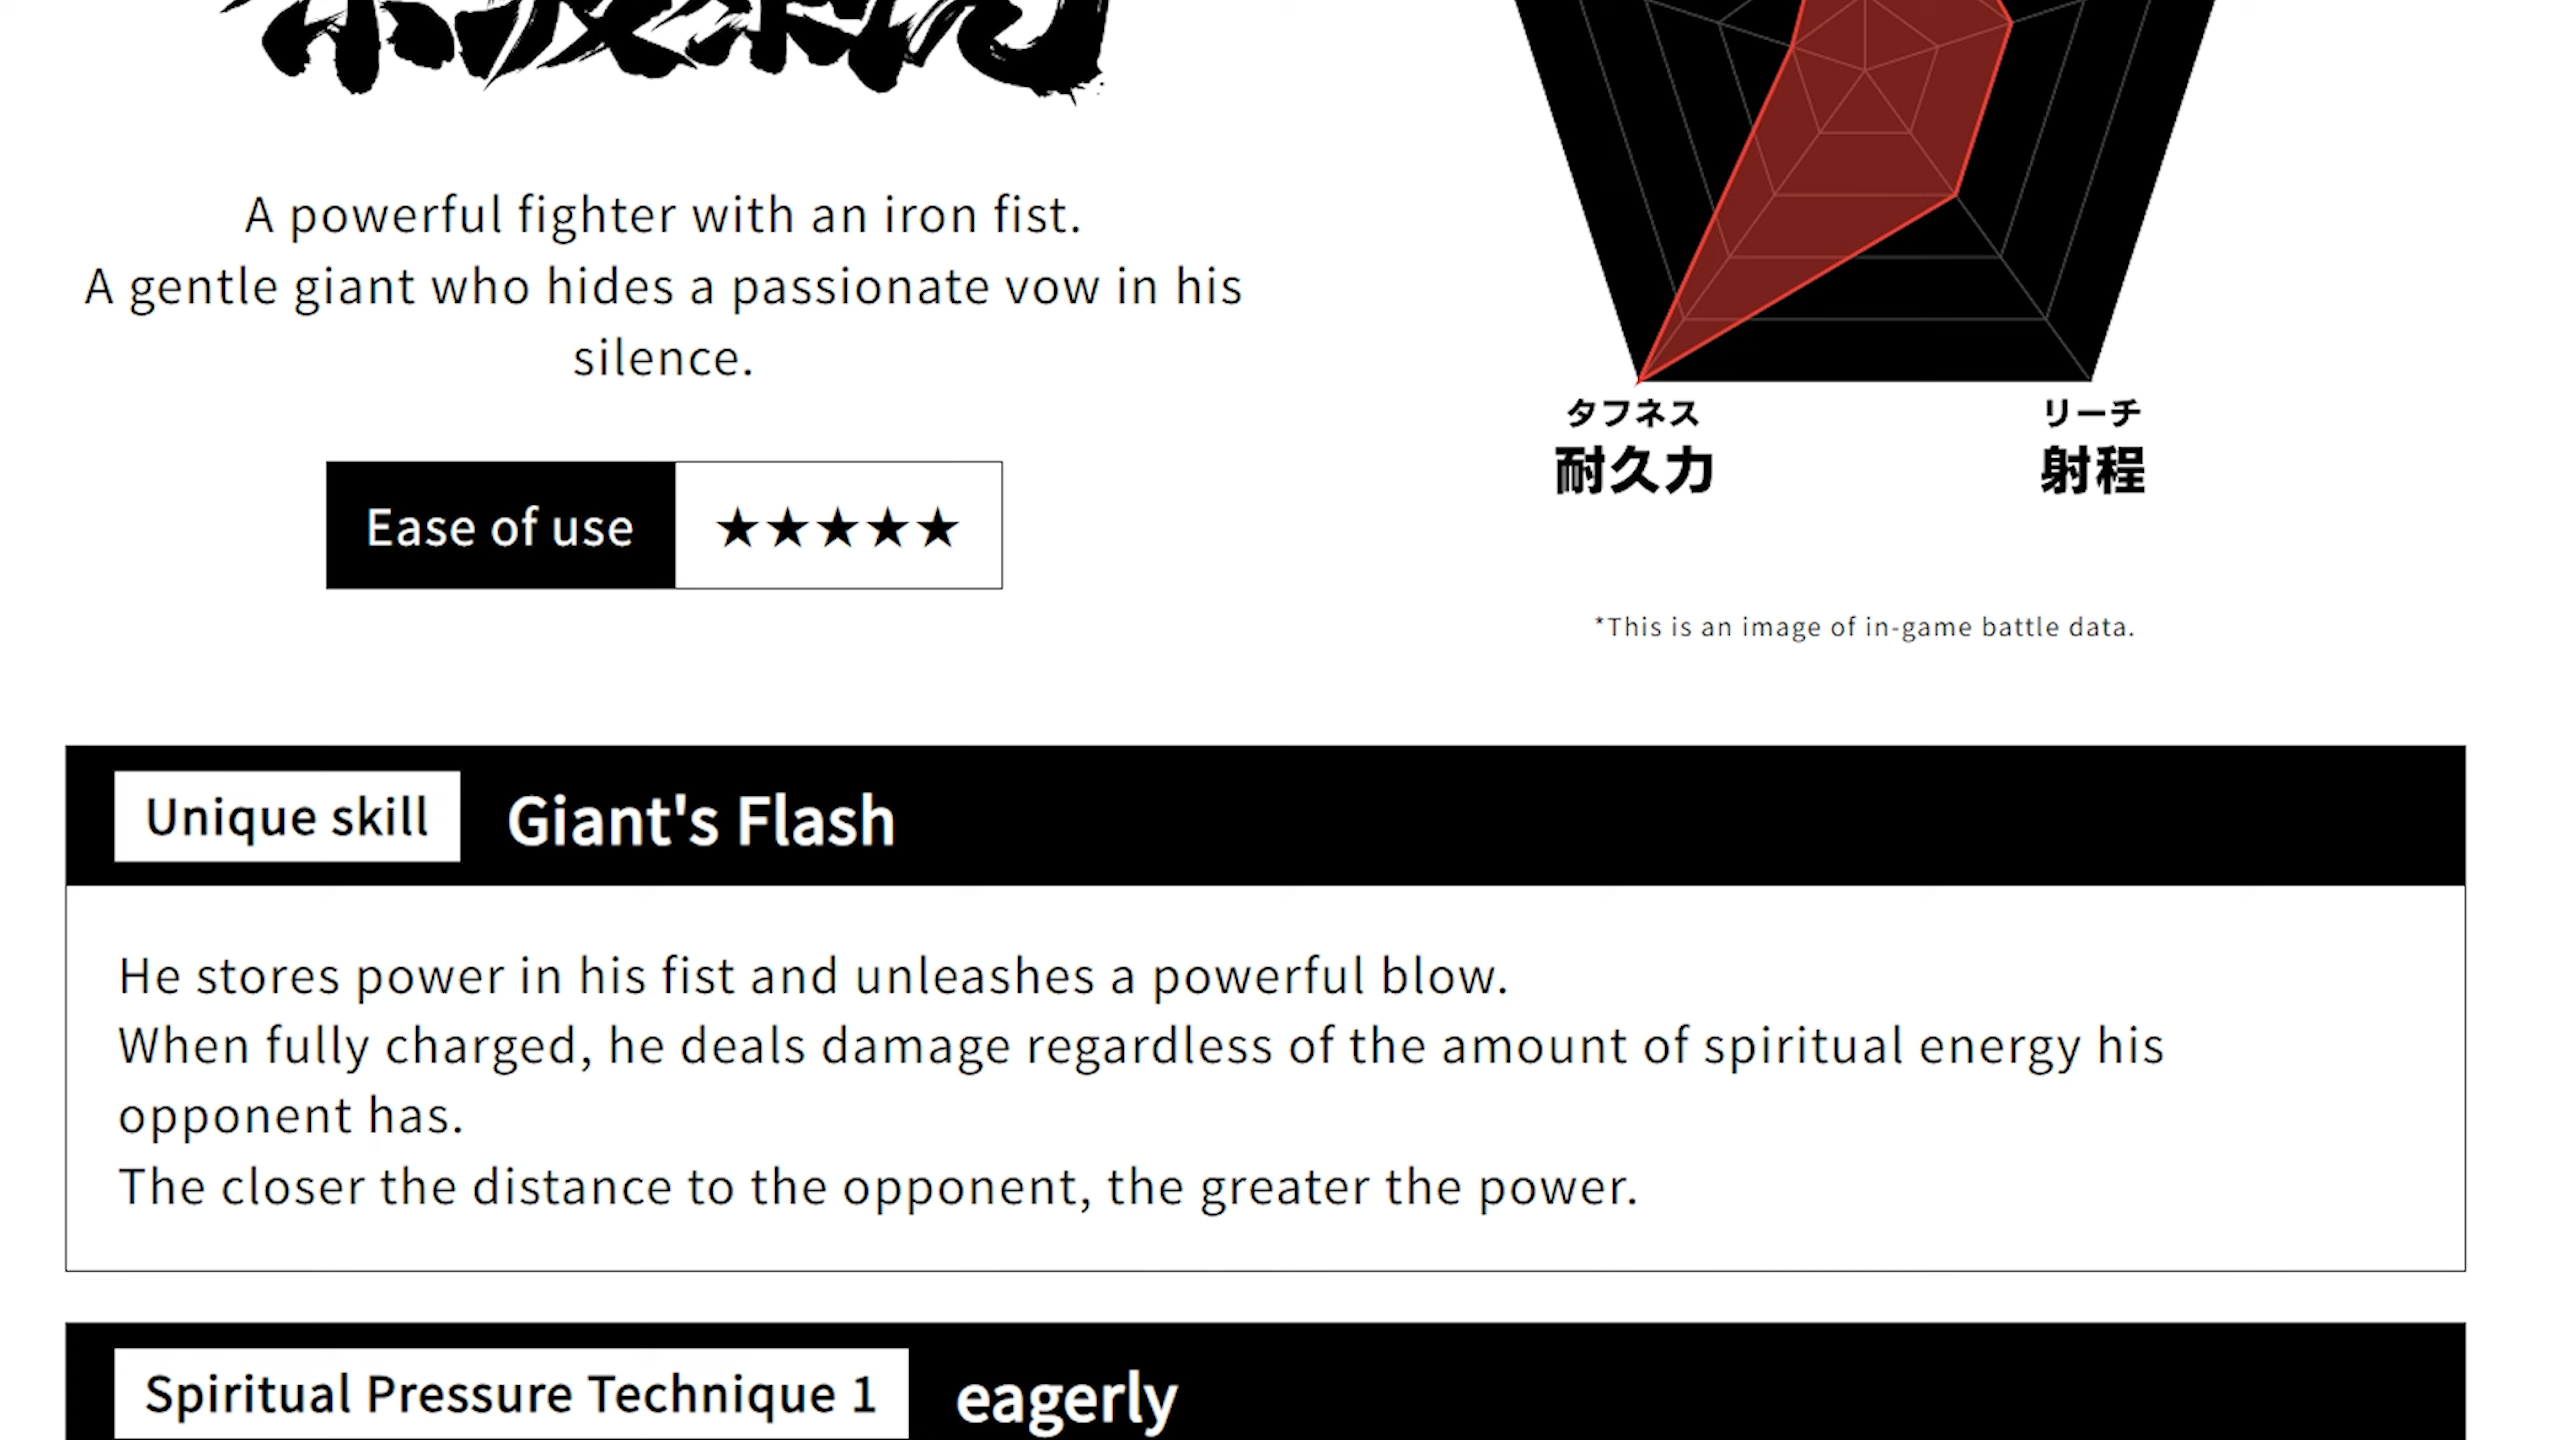 A powerful fighter with an iron fist.
A gentle giant who hides a passionate vow in his
silence.
Ease of use ★★★★★
タフネス
耐久力
リーチ
射程
*This is an image of in-game battle data.
Unique skill Giant's Flash
He stores power in his fist and unleashes a powerful blow.
When fully charged, he deals damage regardless of the amount of spiritual energy his
opponent has.
The closer the distance to the opponent, the greater the power.
Spiritual Pressure Technique 1 eagerly